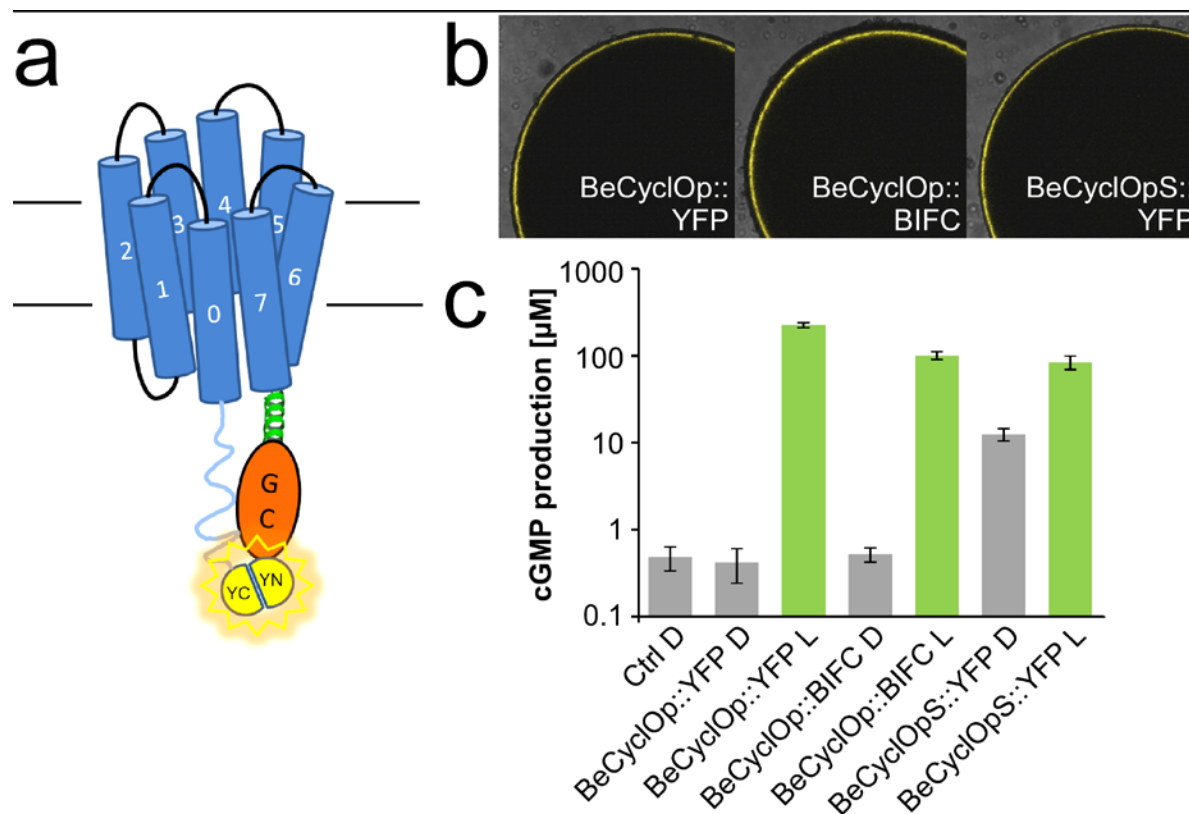 a
2
3
4
5
1
0
7
6
G
C
YC
YN
b
BeCyclOp::
YFP
BeCyclOp::
BIFC
BeCyclOpS::
YFP
c
cGMP production [µM]
1000
100
10
1
0.1
Ctrl D
BeCyclOp::YFP D
BeCyclOp::YFP L
BeCyclOp::BIFC D
BeCyclOp::BIFC L
BeCyclOpS::YFP D
BeCyclOpS::YFP L